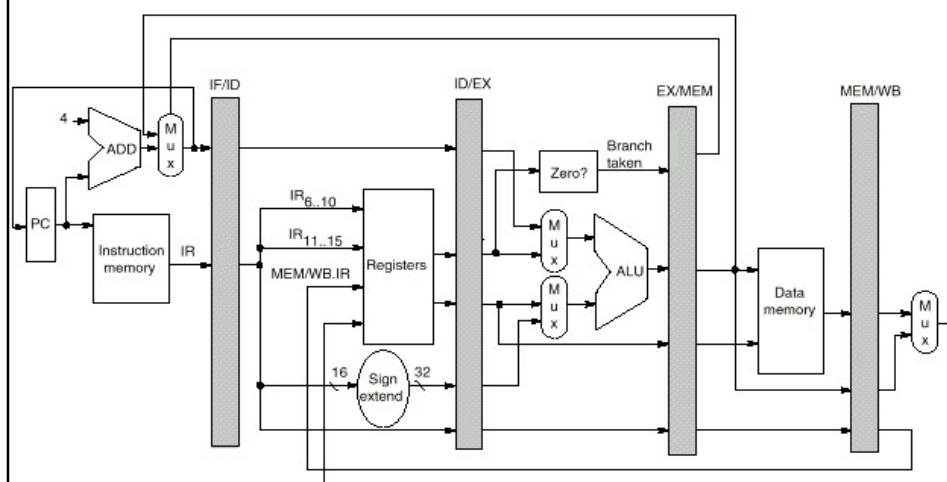 IF/ID
ID/EX
EX/MEM
MEM/WB
4
ADD
M
u
x
Branch
taken
Zero?
PC
Instruction
memory
IR
IR6..10
IR11..15
MEM/WB.IR
Registers
M
u
x
M
u
x
ALU
Data
memory
M
u
x
16
Sign
extend
32